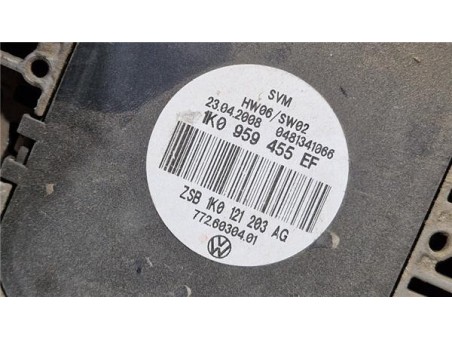 SVM
HW06/SW02
23.04.2008 0481341066
1K0 959 455 EF
ZSB 1K0 121 203 AG
772.60304.01